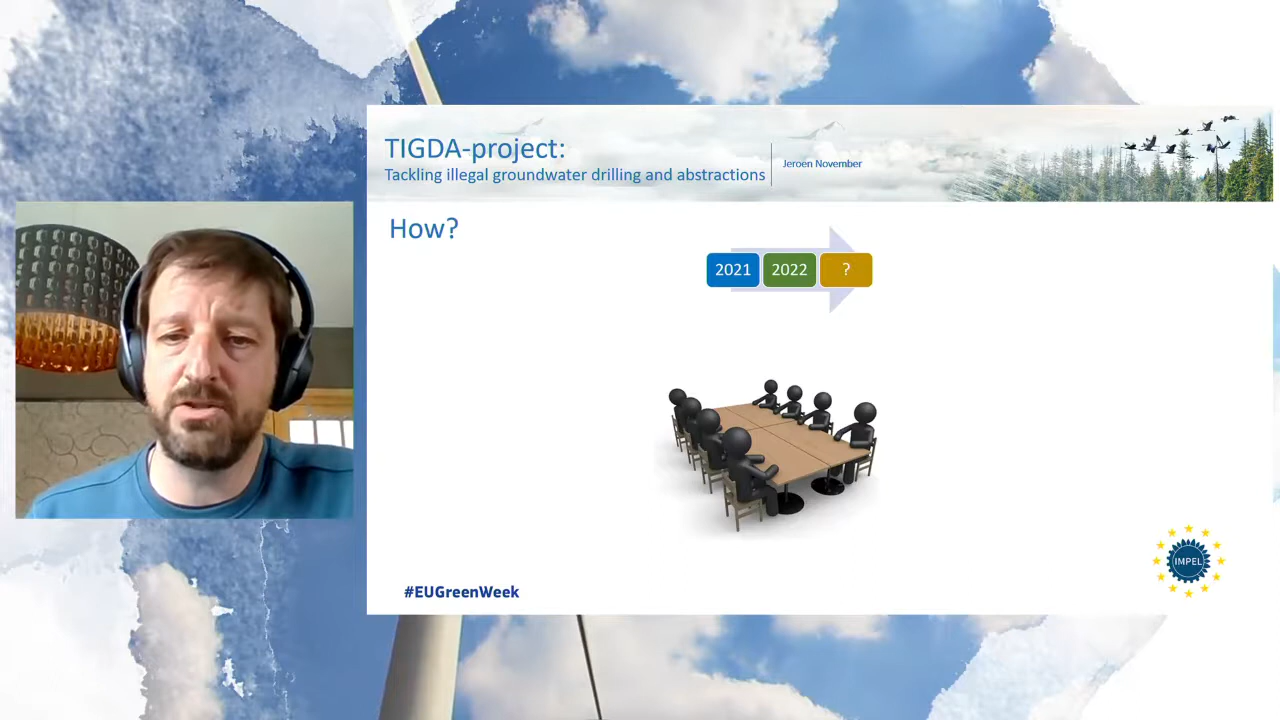 TIGDA-project:
Tackling illegal groundwater drilling and abstractions
Jeroen November
How?
2021 2022 ?
IMPEL
#EUGreenWeek